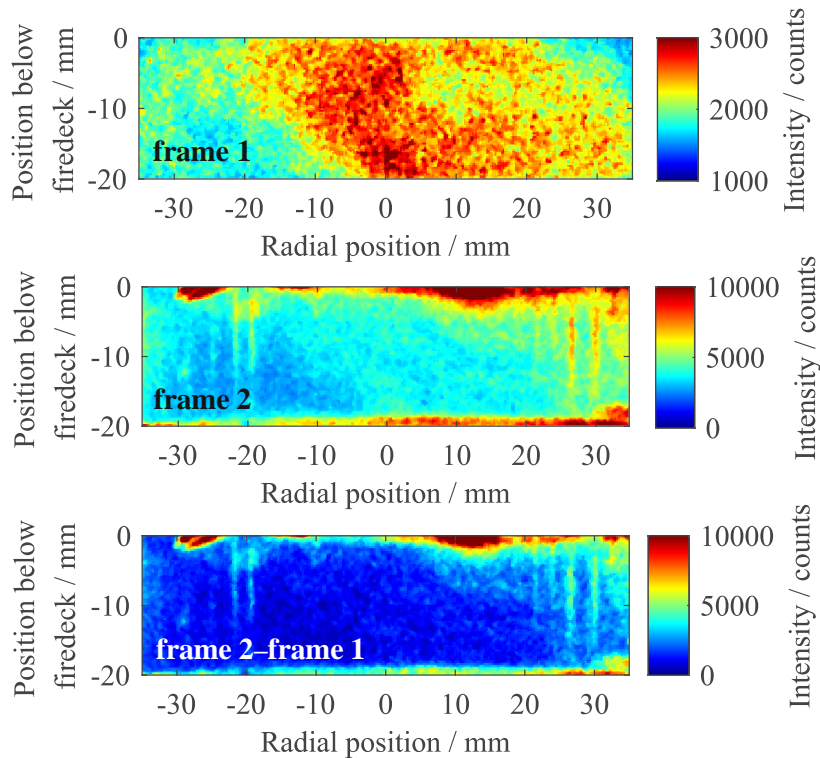 Position below
firedeck / mm
0
-10
-20
frame 1
-30 -20 -10 0 10 20 30
Radial position / mm
3000
2000
1000
Intensity / counts
Position below
firedeck / mm
0
-10
-20
frame 2
-30 -20 -10 0 10 20 30
Radial position / mm
10000
5000
0
Intensity / counts
Position below
firedeck / mm
0
-10
-20
frame 2–frame 1
-30 -20 -10 0 10 20 30
Radial position / mm
10000
5000
0
Intensity / counts